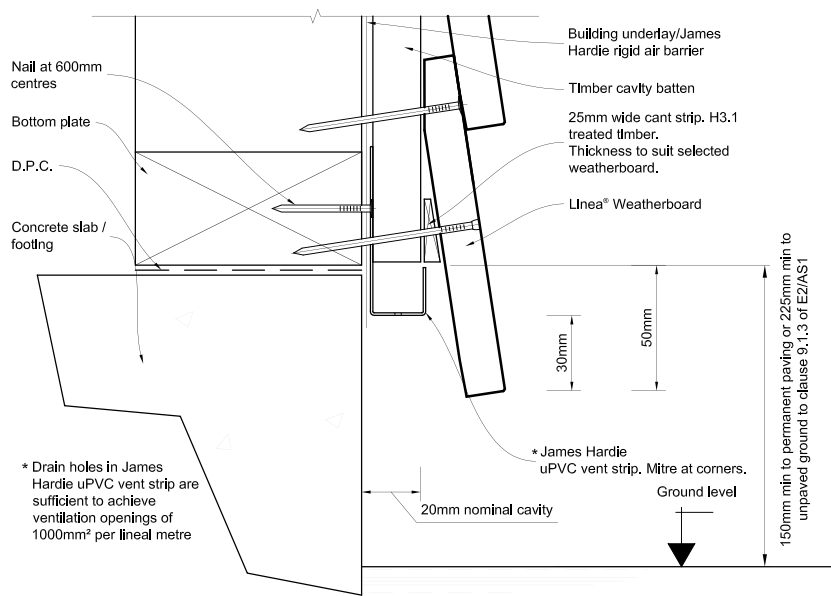 Building underlay/James
Hardie rigid air barrier
Nail at 600mm
centres
Timber cavity batten
25mm wide cant strip. H3.1
treated timber.
Thickness to suit selected
weatherboard.
Bottom plate
D.P.C.
Linea® Weatherboard
Concrete slab /
footing
30mm
50mm
150mm min to permanent paving or 225mm min to
unpaved ground to clause 9.1.3 of E2/AS1
* James Hardie
uPVC vent strip. Mitre at corners.
* Drain holes in James
Hardie uPVC vent strip are
sufficient to achieve
ventilation openings of
1000mm² per lineal metre
20mm nominal cavity
Ground level